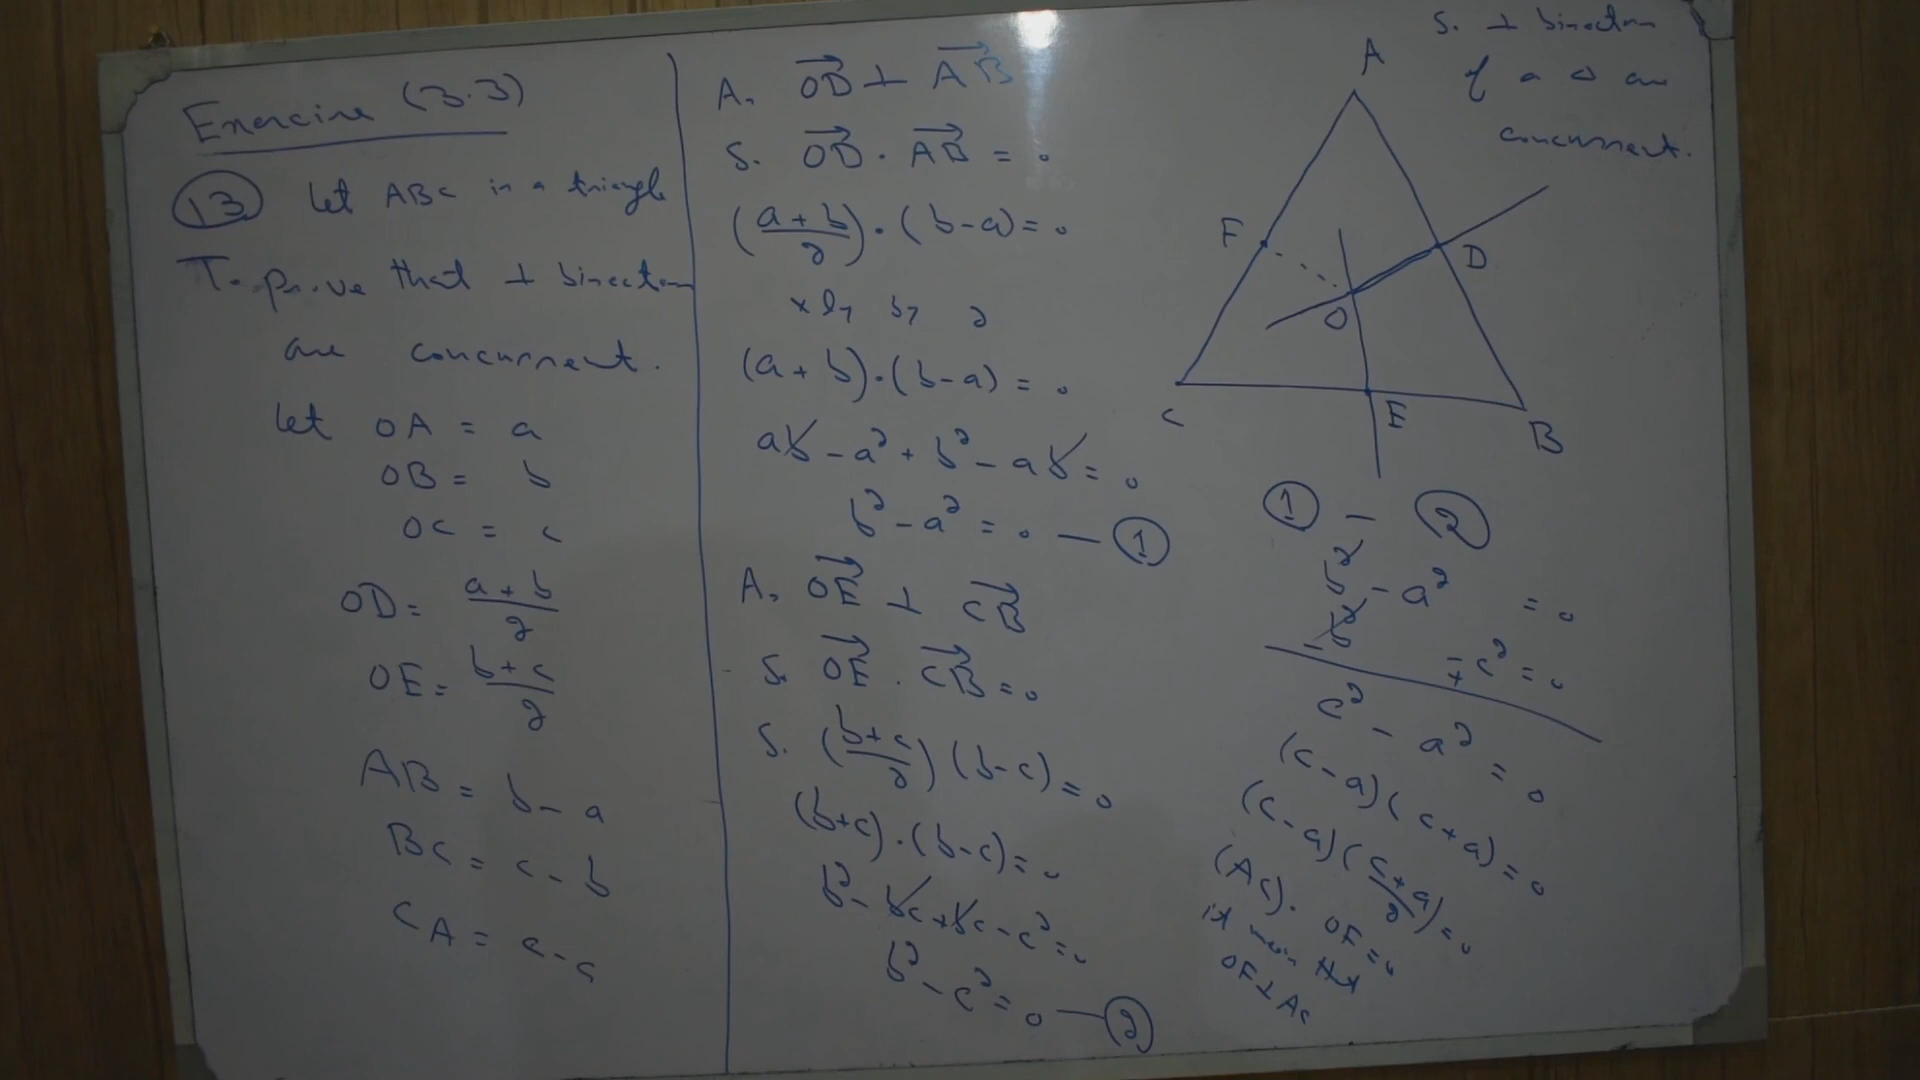 Exercise (3.3)
13 Let ABC is a triangle
To prove that ⊥ bisectors
are concurrent.
Let OA = a
OB = b
OC = c
OD = a+b/2
OE = b+c/2
AB = b - a
BC = c - b
CA = a - c
A. OD ⊥ AB
S. OD . AB = 0
(a+b/2) . (b-a) = 0
xly by 2
(a+b).(b-a) = 0
ab - a² + b² - ab = 0
b² - a² = 0 — 1
A. OE ⊥ CB
S. OE . CB = 0
S. (b+c/2) (b-c) = 0
(b+c).(b-c) = 0
b² - bc + bc - c² = 0
b² - c² = 0 — 2
S. ⊥ bisectors
of a Δ are
concurrent.
A
F
D
O
C
E
B
1 - 2
b² - a² = 0
- b² ∓ c² = 0
c² - a² = 0
(c-a)(c+a) = 0
(c-a)(c+a/2) = 0
(AC). OF = 0
it means that
OF ⊥ AC